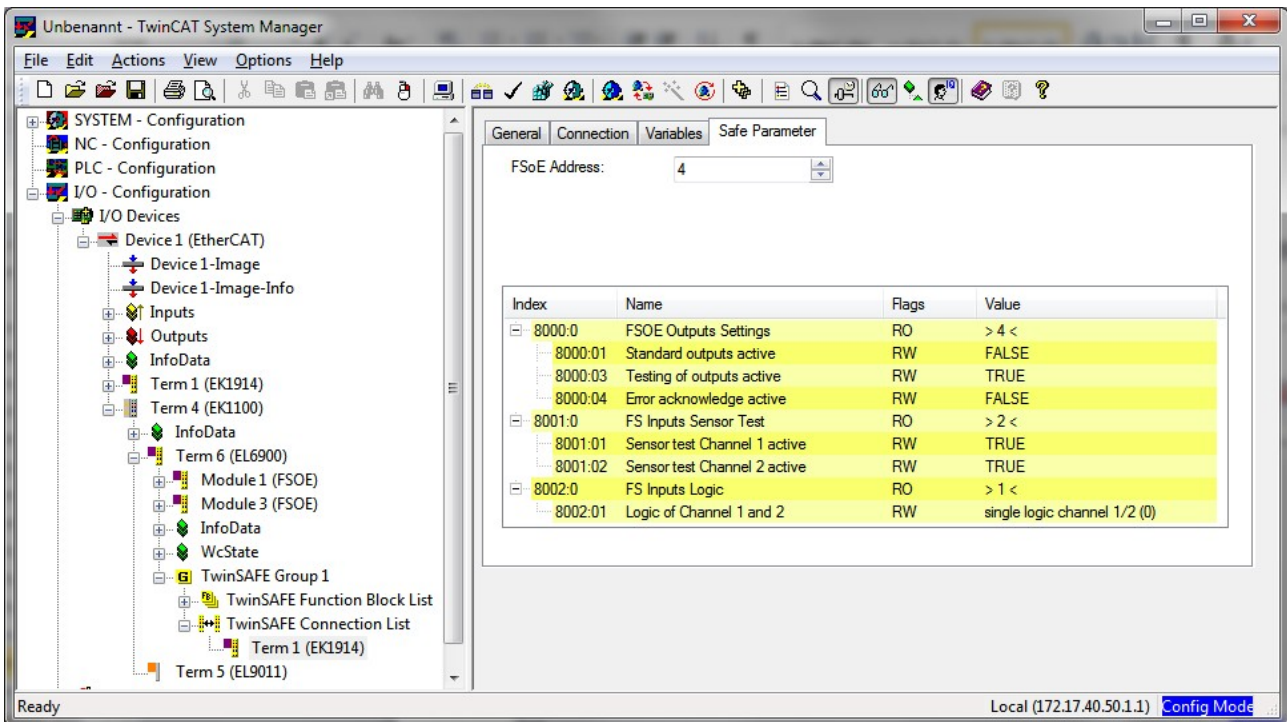 Unbenannt - TwinCAT System Manager
File Edit Actions View Options Help
SYSTEM - Configuration
NC - Configuration
PLC - Configuration
I/O - Configuration
I/O Devices
Device 1 (EtherCAT)
Device 1-Image
Device 1-Image-Info
Inputs
Outputs
InfoData
Term 1 (EK1914)
Term 4 (EK1100)
InfoData
Term 6 (EL6900)
Module 1 (FSOE)
Module 3 (FSOE)
InfoData
WcState
TwinSAFE Group 1
TwinSAFE Function Block List
TwinSAFE Connection List
Term 1 (EK1914)
Term 5 (EL9011)
General Connection Variables Safe Parameter
FSoE Address: 4
Index Name Flags Value
8000:0 FSOE Outputs Settings RO > 4 <
8000:01 Standard outputs active RW FALSE
8000:03 Testing of outputs active RW TRUE
8000:04 Error acknowledge active RW FALSE
8001:0 FS Inputs Sensor Test RO > 2 <
8001:01 Sensor test Channel 1 active RW TRUE
8001:02 Sensor test Channel 2 active RW TRUE
8002:0 FS Inputs Logic RO > 1 <
8002:01 Logic of Channel 1 and 2 RW single logic channel 1/2 (0)
Ready Local (172.17.40.50.1.1) Config Mode